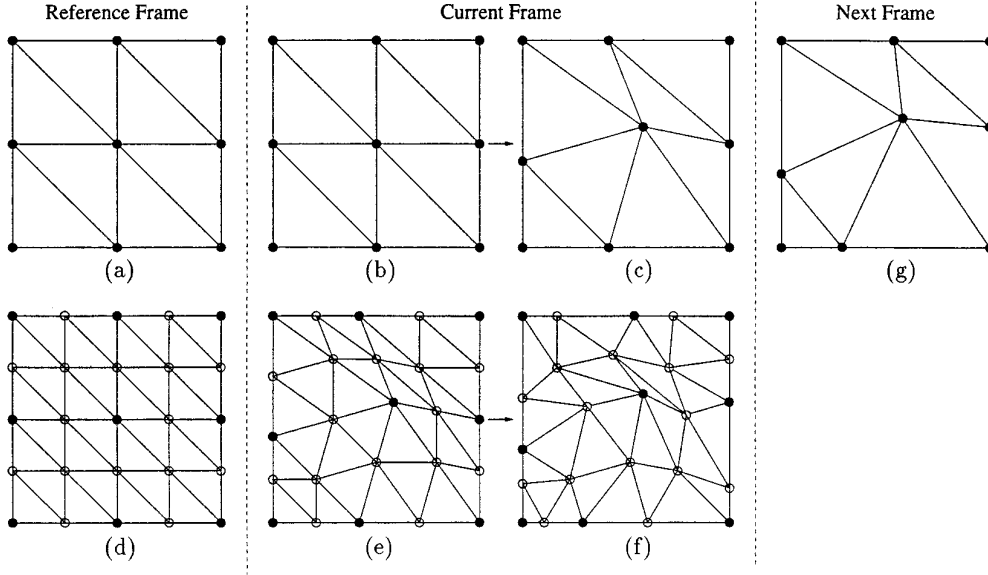 Reference Frame
Current Frame
Next Frame
(a)
(b)
(c)
(g)
(d)
(e)
(f)